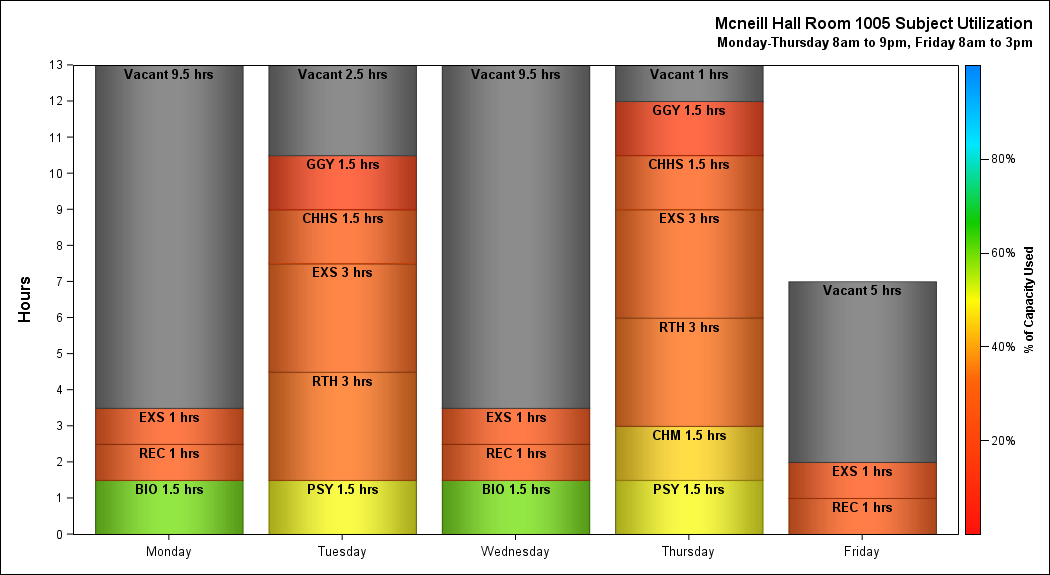 Mcneill Hall Room 1005 Subject Utilization
Monday-Thursday 8am to 9pm, Friday 8am to 3pm
Hours
13
12
11
10
9
8
7
6
5
4
3
2
1
0
Vacant 9.5 hrs
EXS 1 hrs
REC 1 hrs
BIO 1.5 hrs
Vacant 2.5 hrs
GGY 1.5 hrs
CHHS 1.5 hrs
EXS 3 hrs
RTH 3 hrs
PSY 1.5 hrs
Vacant 9.5 hrs
EXS 1 hrs
REC 1 hrs
BIO 1.5 hrs
Vacant 1 hrs
GGY 1.5 hrs
CHHS 1.5 hrs
EXS 3 hrs
RTH 3 hrs
CHM 1.5 hrs
PSY 1.5 hrs
Vacant 5 hrs
EXS 1 hrs
REC 1 hrs
Monday
Tuesday
Wednesday
Thursday
Friday
80%
60%
40%
20%
% of Capacity Used